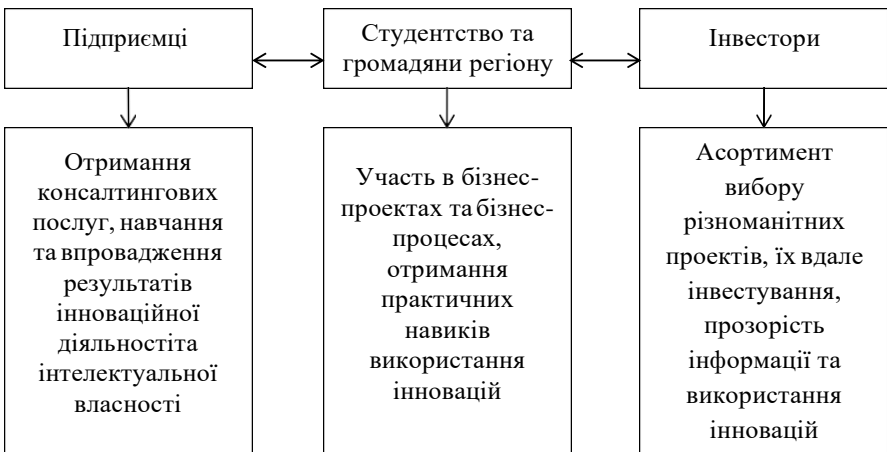 Підприємці
Студентство та
громадяни регіону
Інвестори
Отримання
консалтингових
послуг, навчання
та впровадження
результатів
інноваційної
діяльностіта
інтелектуальної
власності
Участь в бізнес-
проектах та бізнес-
процесах,
отримання
практичних
навиків
використання
інновацій
Асортимент
вибору
різноманітних
проектів, їх вдале
інвестування,
прозорість
інформації та
використання
інновацій